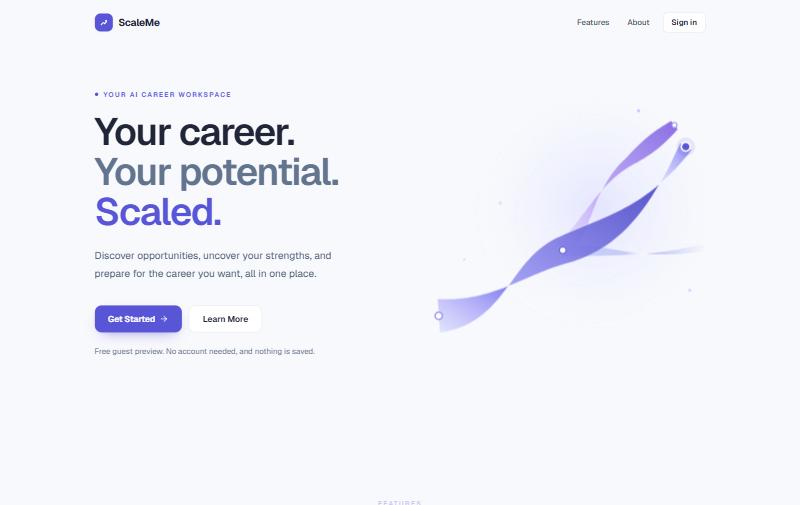 ScaleMe
Features
About
Sign in
YOUR AI CAREER WORKSPACE
Your career.
Your potential.
Scaled.
Discover opportunities, uncover your strengths, and
prepare for the career you want, all in one place.
Get Started →
Learn More
Free guest preview. No account needed, and nothing is saved.
FEATURES